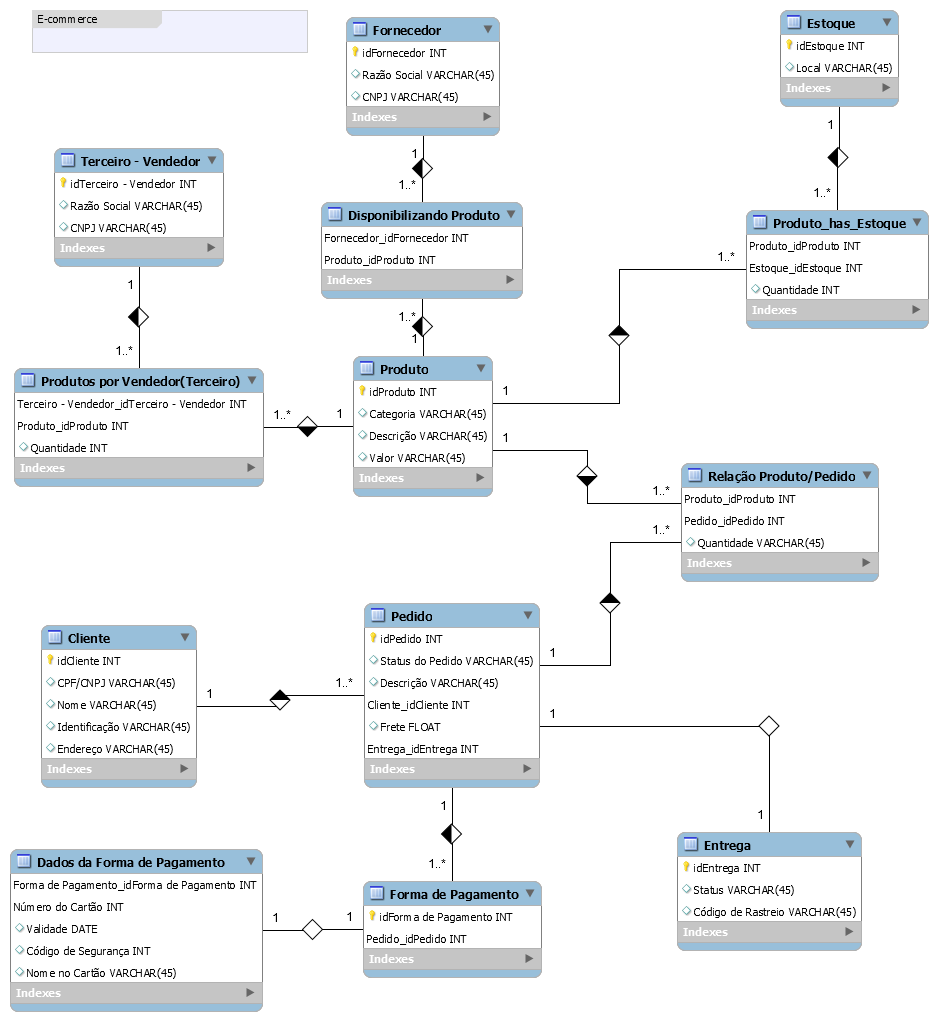 E-commerce
Fornecedor
idFornecedor INT
Razão Social VARCHAR(45)
CNPJ VARCHAR(45)
Indexes
Estoque
idEstoque INT
Local VARCHAR(45)
Indexes
1
1..*
1
1..*
Terceiro - Vendedor
idTerceiro - Vendedor INT
Razão Social VARCHAR(45)
CNPJ VARCHAR(45)
Indexes
Disponibilizando Produto
Fornecedor_idFornecedor INT
Produto_idProduto INT
Indexes
Produto_has_Estoque
Produto_idProduto INT
Estoque_idEstoque INT
Quantidade INT
Indexes
1
1..*
1..*
1
1..*
1
Produtos por Vendedor(Terceiro)
Terceiro - Vendedor_idTerceiro - Vendedor INT
Produto_idProduto INT
Quantidade INT
Indexes
1..*
1
Produto
idProduto INT
Categoria VARCHAR(45)
Descrição VARCHAR(45)
Valor VARCHAR(45)
Indexes
1
1..*
Relação Produto/Pedido
Produto_idProduto INT
Pedido_idPedido INT
Quantidade VARCHAR(45)
Indexes
1..*
1
Cliente
idCliente INT
CPF/CNPJ VARCHAR(45)
Nome VARCHAR(45)
Identificação VARCHAR(45)
Endereço VARCHAR(45)
Indexes
1
1..*
Pedido
idPedido INT
Status do Pedido VARCHAR(45)
Descrição VARCHAR(45)
Cliente_idCliente INT
Frete FLOAT
Entrega_idEntrega INT
Indexes
1
1
1
1..*
Entrega
idEntrega INT
Status VARCHAR(45)
Código de Rastreio VARCHAR(45)
Indexes
Dados da Forma de Pagamento
Forma de Pagamento_idForma de Pagamento INT
Número do Cartão INT
Validade DATE
Código de Segurança INT
Nome no Cartão VARCHAR(45)
Indexes
1
1
Forma de Pagamento
idForma de Pagamento INT
Pedido_idPedido INT
Indexes